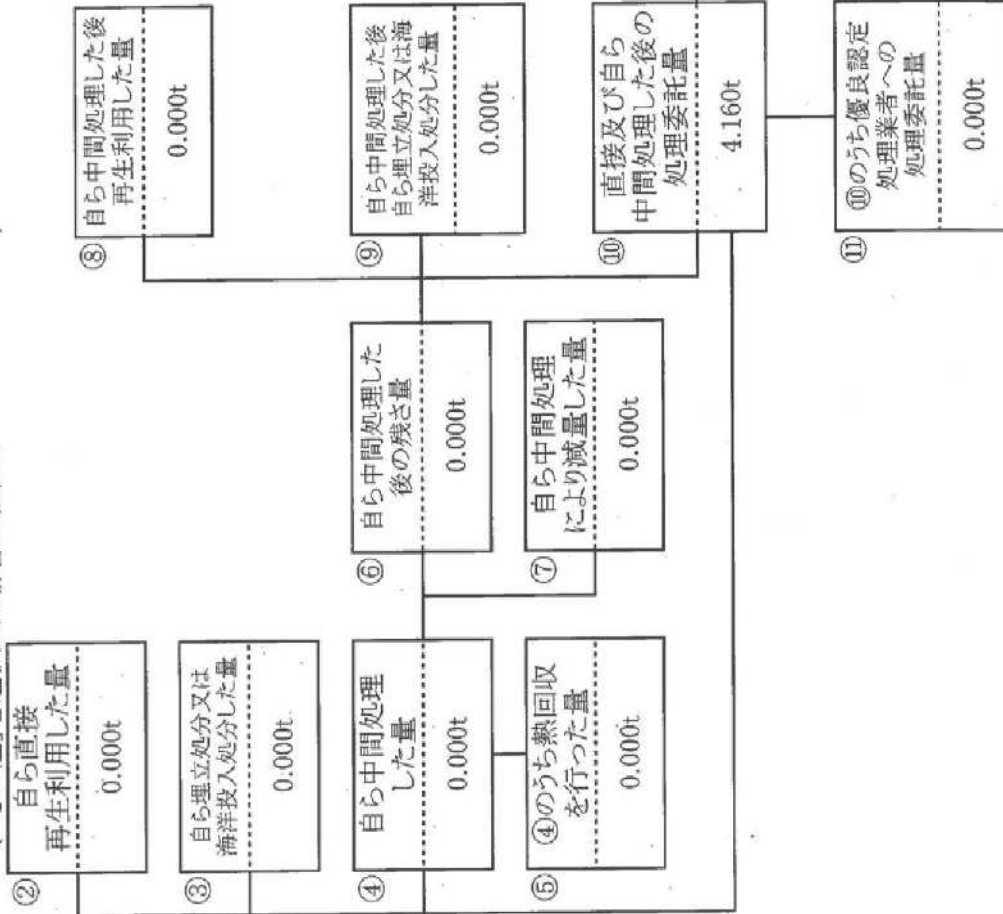 ②
自ら直接
再生利用した量
0.000t
③
自ら埋立処分又は
海洋投入処分した量
0.000t
④
自ら中間処理
した量
0.000t
⑤
④のうち熱回収
を行った量
0.000t
⑥
自ら中間処理した
後の残さ量
0.000t
⑦
自ら中間処理
により減量した量
0.000t
⑧
自ら中間処理した後
再生利用した量
0.000t
⑨
自ら中間処理した後
自ら埋立処分又は海
洋投入処分した量
0.000t
⑩
直接及び自ら
中間処理した後の
処理委託量
4.160t
⑪
⑩のうち優良認定
処理業者への
処理委託量
0.000t